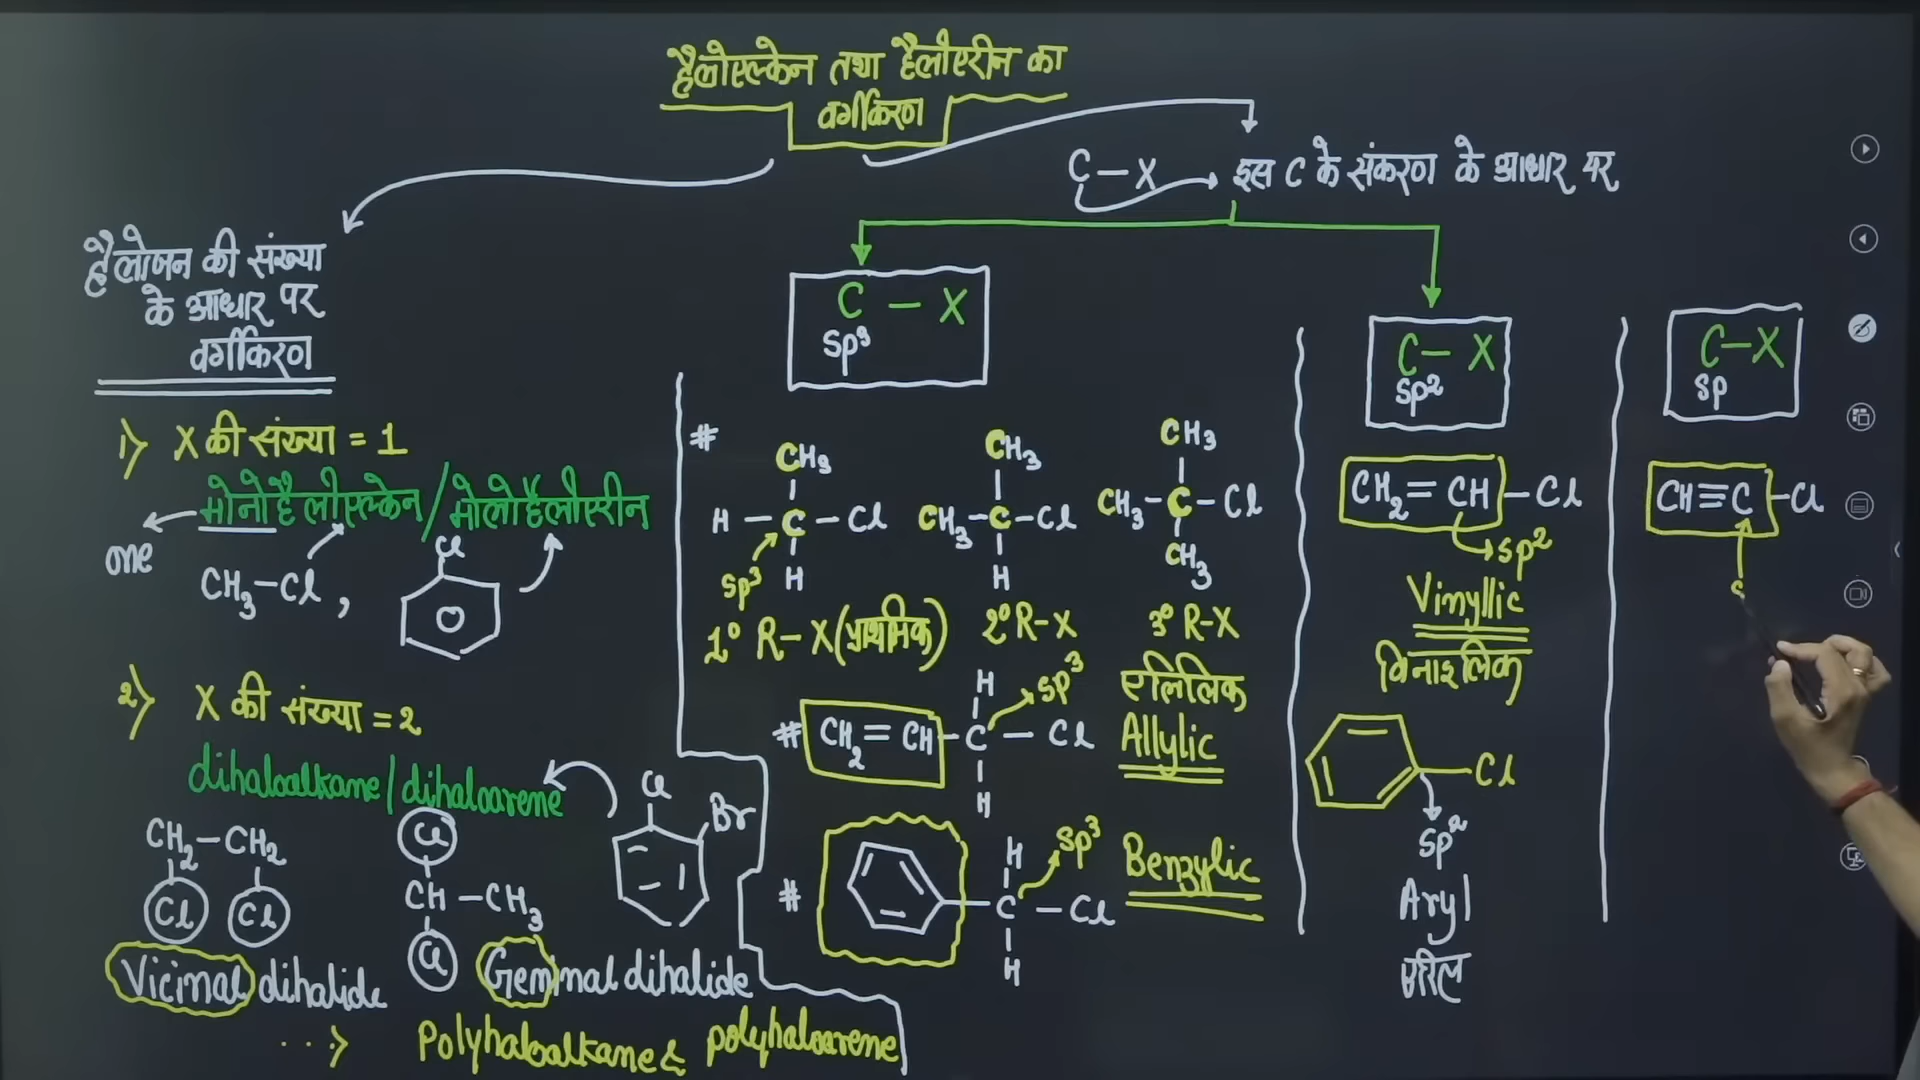 हैलोएल्केन तथा हैलोएरीन का
वर्गीकरण
C – X → इस C के संकरण के आधार पर
हैलोजन की संख्या
के आधार पर
वर्गीकरण
1) X की संख्या = 1
मोनोहैलोएल्केन / मोनोहैलोएरीन
one
CH3–Cl ,
Cl
2) X की संख्या = 2
dihaloalkane / dihaloarene
Cl
Br
CH2–CH2
Cl Cl
Cl
CH – CH3
Cl
Vicinal dihalide
Geminal dihalide
...> Polyhaloalkane & polyhaloarene
C – X
Sp3
#
CH3
H – C – Cl
H
Sp3
1° R – X (प्राथमिक)
CH3
CH3 – C – Cl
H
2° R-X
CH3
CH3 – C – Cl
CH3
3° R-X
# CH2 = CH – C – Cl
H
H
Sp3
एलिलिक
Allylic
# C – Cl
H
H
Sp3
Benzylic
C – X
Sp2
CH2 = CH – Cl
Sp2
Vinyllic
विनाइलिक
Cl
Sp2
Aryl
एरिल
C – X
Sp
CH ≡ C – Cl